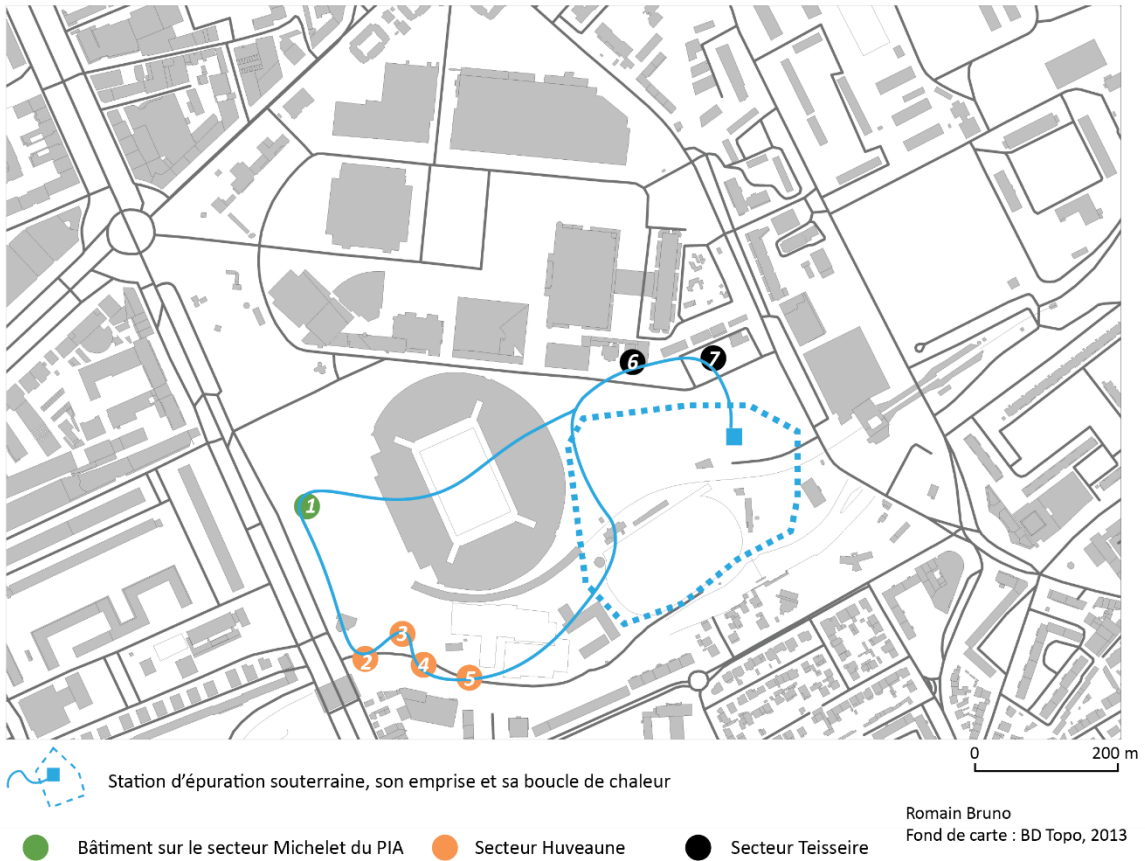 6
7
1
3
2
4
5
0
200 m
Station d'épuration souterraine, son emprise et sa boucle de chaleur
Romain Bruno
Fond de carte : BD Topo, 2013
Bâtiment sur le secteur Michelet du PIA
Secteur Huveaune
Secteur Teisseire